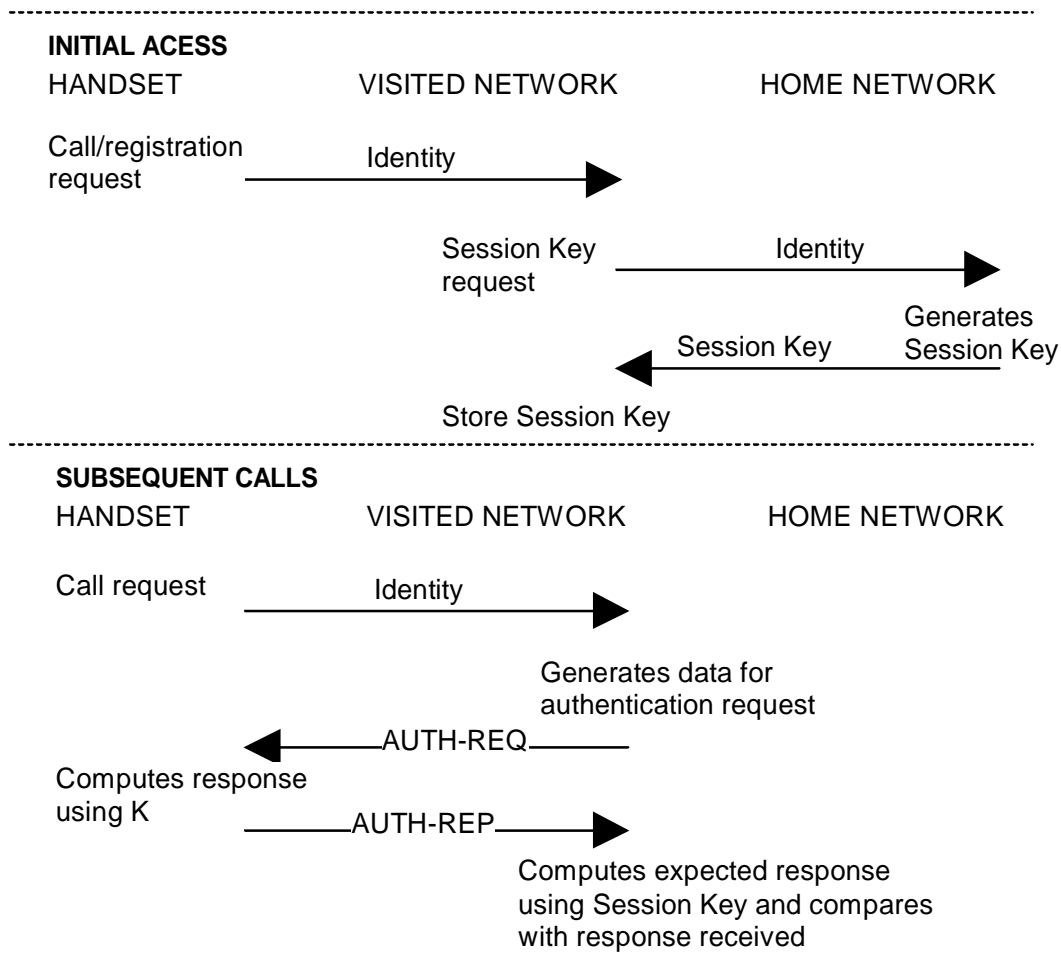 INITIAL ACESS
HANDSET VISITED NETWORK HOME NETWORK
Call/registration
request
Identity
Session Key
request
Identity
Generates
Session Key
Session Key
Store Session Key
SUBSEQUENT CALLS
HANDSET VISITED NETWORK HOME NETWORK
Call request
Identity
Generates data for
authentication request
AUTH-REQ
Computes response
using K
AUTH-REP
Computes expected response
using Session Key and compares
with response received